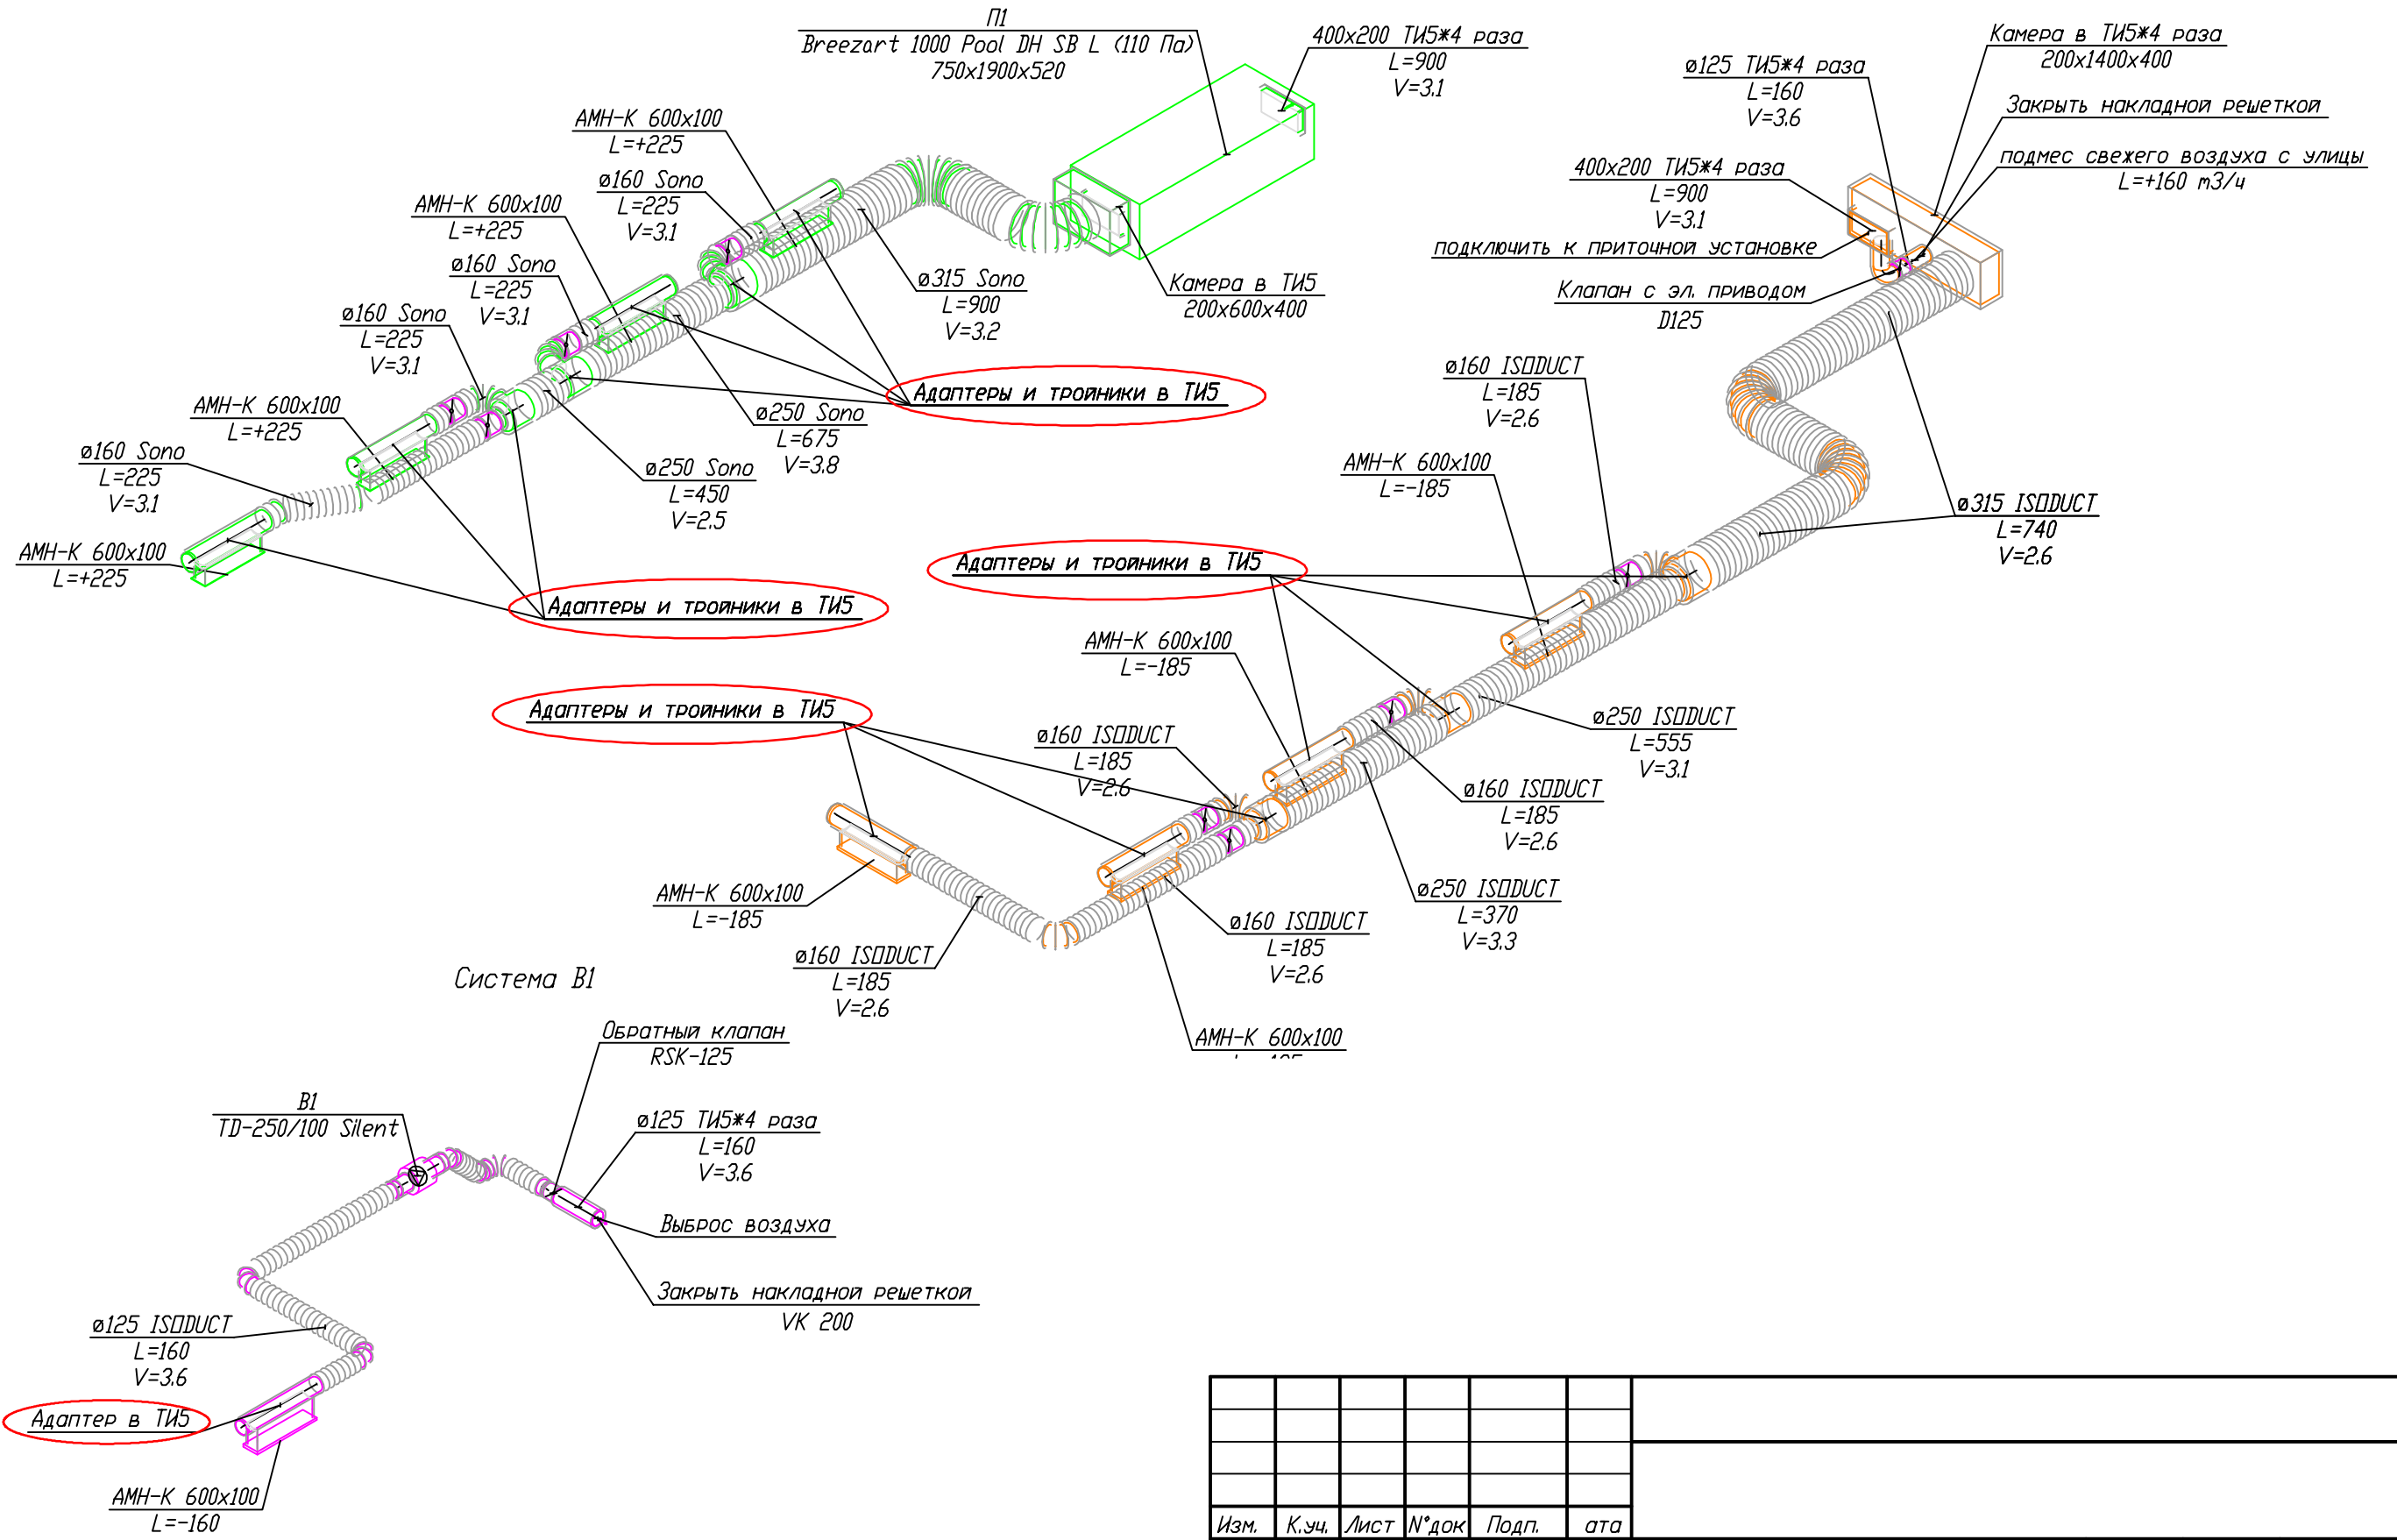 П1
Breezart 1000 Pool DH SB L (110 Па)
750x1900x520
400x200 ТИ5*4 раза
L=900
V=3.1
АМН-К 600x100
L=+225
ø160 Sono
L=225
V=3.1
АМН-К 600x100
L=+225
ø160 Sono
L=225
V=3.1
ø160 Sono
L=225
V=3.1
АМН-К 600x100
L=+225
ø160 Sono
L=225
V=3.1
АМН-К 600x100
L=+225
ø315 Sono
L=900
V=3.2
Камера в ТИ5
200x600x400
Адаптеры и тройники в ТИ5
ø250 Sono
L=675
V=3.8
ø250 Sono
L=450
V=2.5
Адаптеры и тройники в ТИ5
Камера в ТИ5*4 раза
200x1400x400
ø125 ТИ5*4 раза
L=160
V=3.6
Закрыть накладной решеткой
подмес свежего воздуха с улицы
L=+160 m3/ч
400x200 ТИ5*4 раза
L=900
V=3.1
подключить к приточной установке
Клапан с эл. приводом
D125
ø160 ISODUCT
L=185
V=2.6
АМН-К 600x100
L=-185
ø315 ISODUCT
L=740
V=2.6
Адаптеры и тройники в ТИ5
АМН-К 600x100
L=-185
Адаптеры и тройники в ТИ5
ø160 ISODUCT
L=185
V=2.6
ø250 ISODUCT
L=555
V=3.1
ø160 ISODUCT
L=185
V=2.6
ø250 ISODUCT
L=370
V=3.3
АМН-К 600x100
L=-185
ø160 ISODUCT
L=185
V=2.6
ø160 ISODUCT
L=185
V=2.6
АМН-К 600x100
Система В1
Обратный клапан
RSK-125
В1
TD-250/100 Silent
ø125 ТИ5*4 раза
L=160
V=3.6
Выброс воздуха
Закрыть накладной решеткой
VK 200
ø125 ISODUCT
L=160
V=3.6
Адаптер в ТИ5
АМН-К 600x100
L=-160
Изм. К.уч. Лист N°док Подп. ата